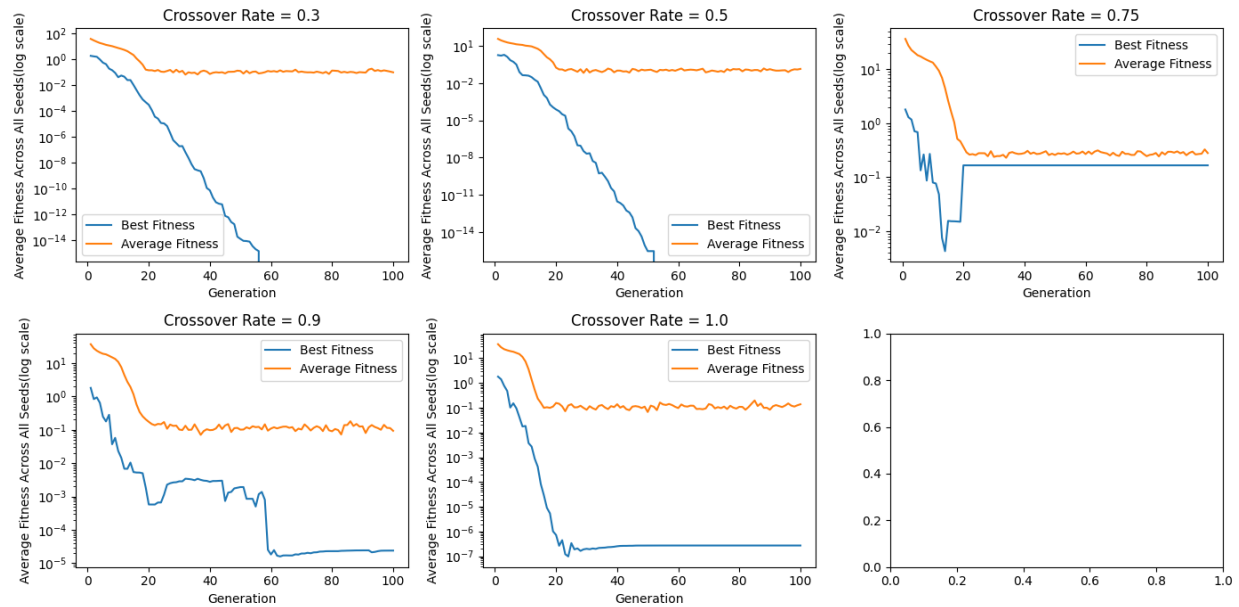 Crossover Rate = 0.3
Average Fitness Across All Seeds(log scale)
10^2
10^0
10^-2
10^-4
10^-6
10^-8
10^-10
10^-12
10^-14
Best Fitness
Average Fitness
0 20 40 60 80 100
Generation
Crossover Rate = 0.5
Average Fitness Across All Seeds(log scale)
10^1
10^-2
10^-5
10^-8
10^-11
10^-14
Best Fitness
Average Fitness
0 20 40 60 80 100
Generation
Crossover Rate = 0.75
Average Fitness Across All Seeds(log scale)
10^1
10^0
10^-1
10^-2
Best Fitness
Average Fitness
0 20 40 60 80 100
Generation
Crossover Rate = 0.9
Average Fitness Across All Seeds(log scale)
10^1
10^0
10^-1
10^-2
10^-3
10^-4
10^-5
Best Fitness
Average Fitness
0 20 40 60 80 100
Generation
Crossover Rate = 1.0
Average Fitness Across All Seeds(log scale)
10^1
10^0
10^-1
10^-2
10^-3
10^-4
10^-5
10^-6
10^-7
Best Fitness
Average Fitness
0 20 40 60 80 100
Generation
1.0
0.8
0.6
0.4
0.2
0.0
0.0 0.2 0.4 0.6 0.8 1.0